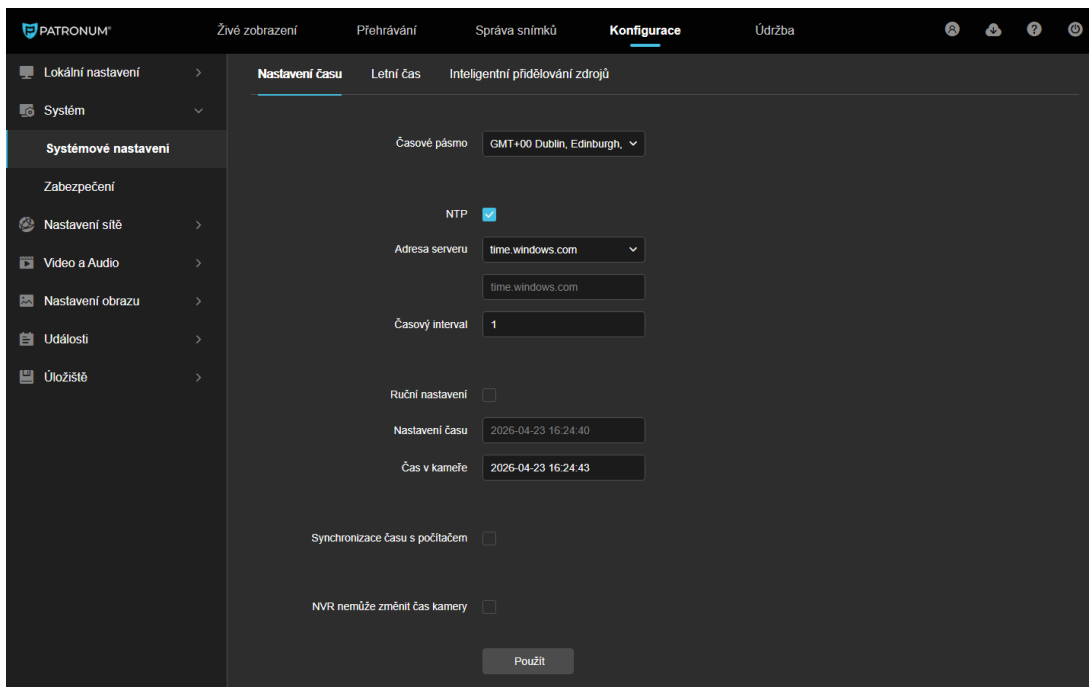 PATRONUM®
Živé zobrazení
Přehrávání
Správa snímků
Konfigurace
Údržba
Lokální nastavení
Systém
Systémové nastavení
Zabezpečení
Nastavení sítě
Video a Audio
Nastavení obrazu
Události
Úložiště
Nastavení času
Letní čas
Inteligentní přidělování zdrojů
Časové pásmo GMT+00 Dublin, Edinburgh,
NTP
Adresa serveru time.windows.com
time.windows.com
Časový interval 1
Ruční nastavení
Nastavení času 2026-04-23 16:24:40
Čas v kameře 2026-04-23 16:24:43
Synchronizace času s počítačem
NVR nemůže změnit čas kamery
Použít